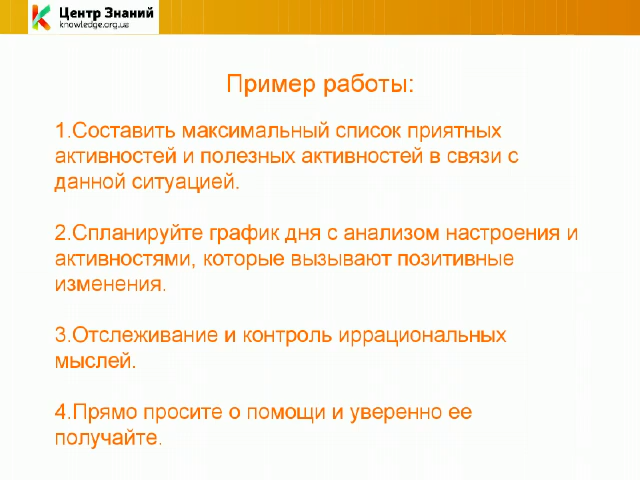 Центр Знаний
knowledge.org.ua
Пример работы:
1.Составить максимальный список приятных
активностей и полезных активностей в связи с
данной ситуацией.
2.Спланируйте график дня с анализом настроения и
активностями, которые вызывают позитивные
изменения.
3.Отслеживание и контроль иррациональных
мыслей.
4.Прямо просите о помощи и уверенно ее
получайте.